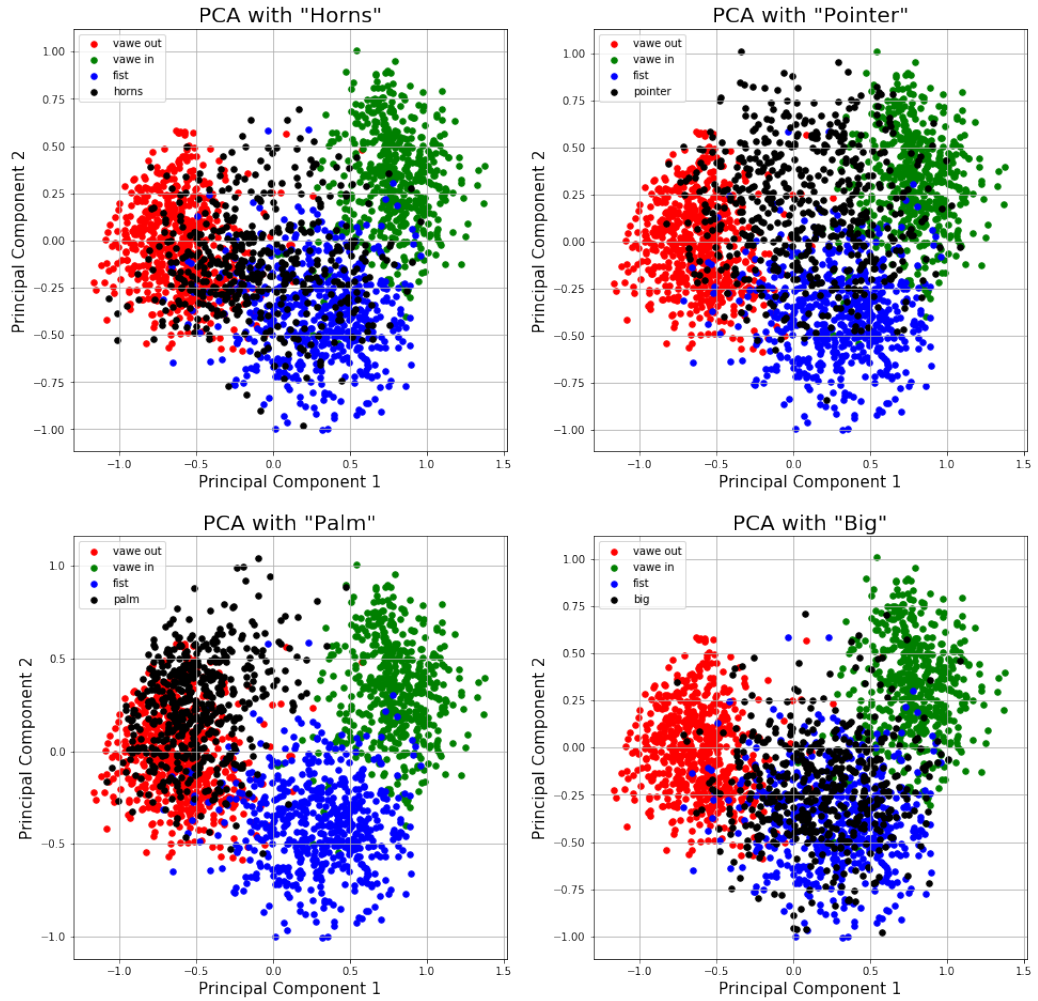 PCA with "Horns"
vawe out
vawe in
fist
horns
1.00
0.75
0.50
0.25
0.00
−0.25
−0.50
−0.75
−1.00
Principal Component 2
−1.0
−0.5
0.0
0.5
1.0
1.5
Principal Component 1
PCA with "Pointer"
vawe out
vawe in
fist
pointer
1.00
0.75
0.50
0.25
0.00
−0.25
−0.50
−0.75
−1.00
Principal Component 2
−1.0
−0.5
0.0
0.5
1.0
1.5
Principal Component 1
PCA with "Palm"
vawe out
vawe in
fist
palm
1.0
0.5
0.0
−0.5
−1.0
Principal Component 2
−1.0
−0.5
0.0
0.5
1.0
1.5
Principal Component 1
PCA with "Big"
vawe out
vawe in
fist
big
1.00
0.75
0.50
0.25
0.00
−0.25
−0.50
−0.75
−1.00
Principal Component 2
−1.0
−0.5
0.0
0.5
1.0
1.5
Principal Component 1